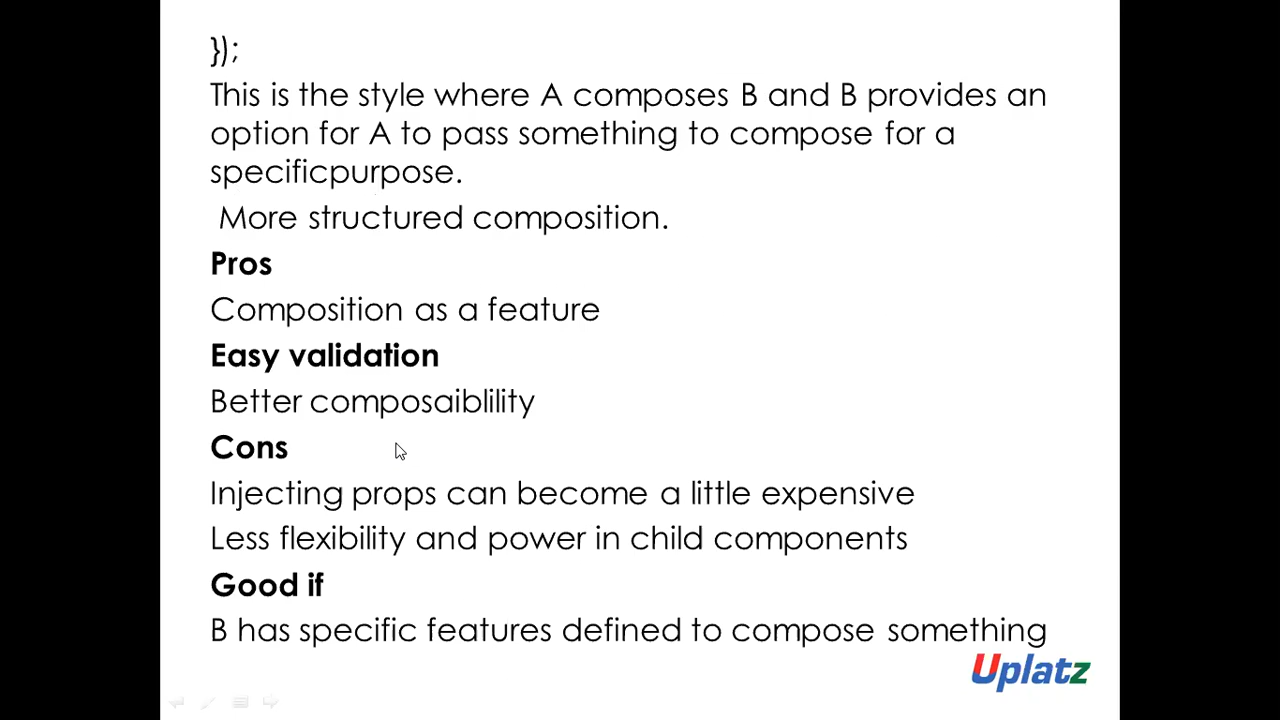 });
This is the style where A composes B and B provides an
option for A to pass something to compose for a
specificpurpose.
More structured composition.
Pros
Composition as a feature
Easy validation
Better composaiblility
Cons
Injecting props can become a little expensive
Less flexibility and power in child components
Good if
B has specific features defined to compose something
Uplatz